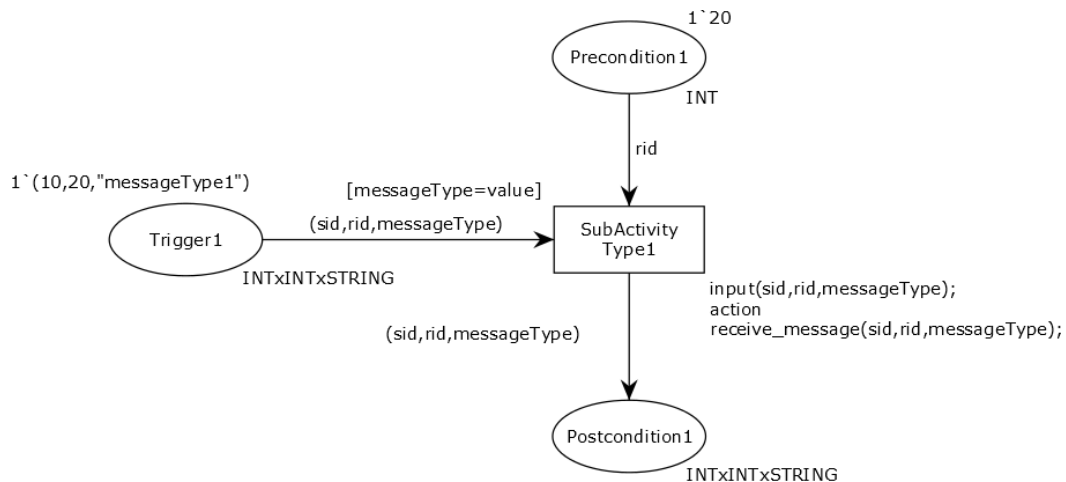 1`20
Precondition1
INT
rid
1`(10,20,"messageType1")
[messageType=value]
(sid,rid,messageType)
Trigger1
SubActivity
Type1
INTxINTxSTRING
input(sid,rid,messageType);
action
receive_message(sid,rid,messageType);
(sid,rid,messageType)
Postcondition1
INTxINTxSTRING